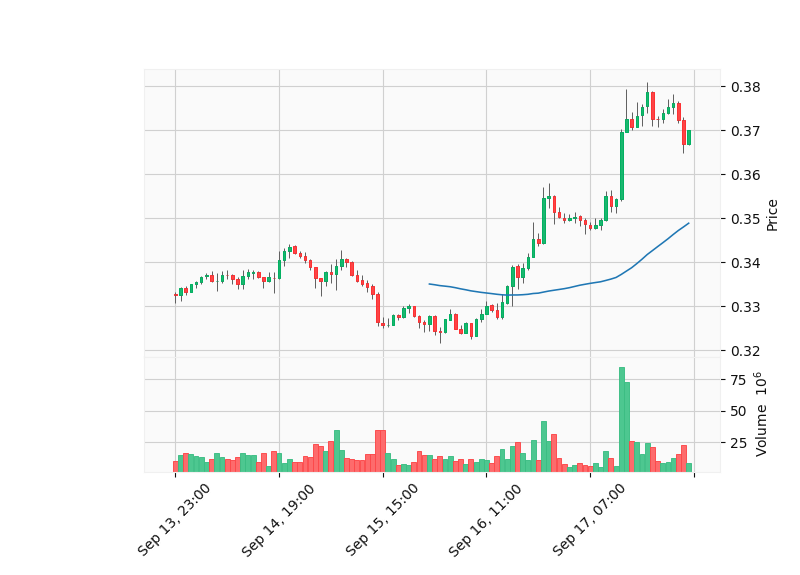 0.38
0.37
0.36
0.35
0.34
0.33
0.32
Price
75
50
25
Volume 10^6
Sep 13, 23:00
Sep 14, 19:00
Sep 15, 15:00
Sep 16, 11:00
Sep 17, 07:00